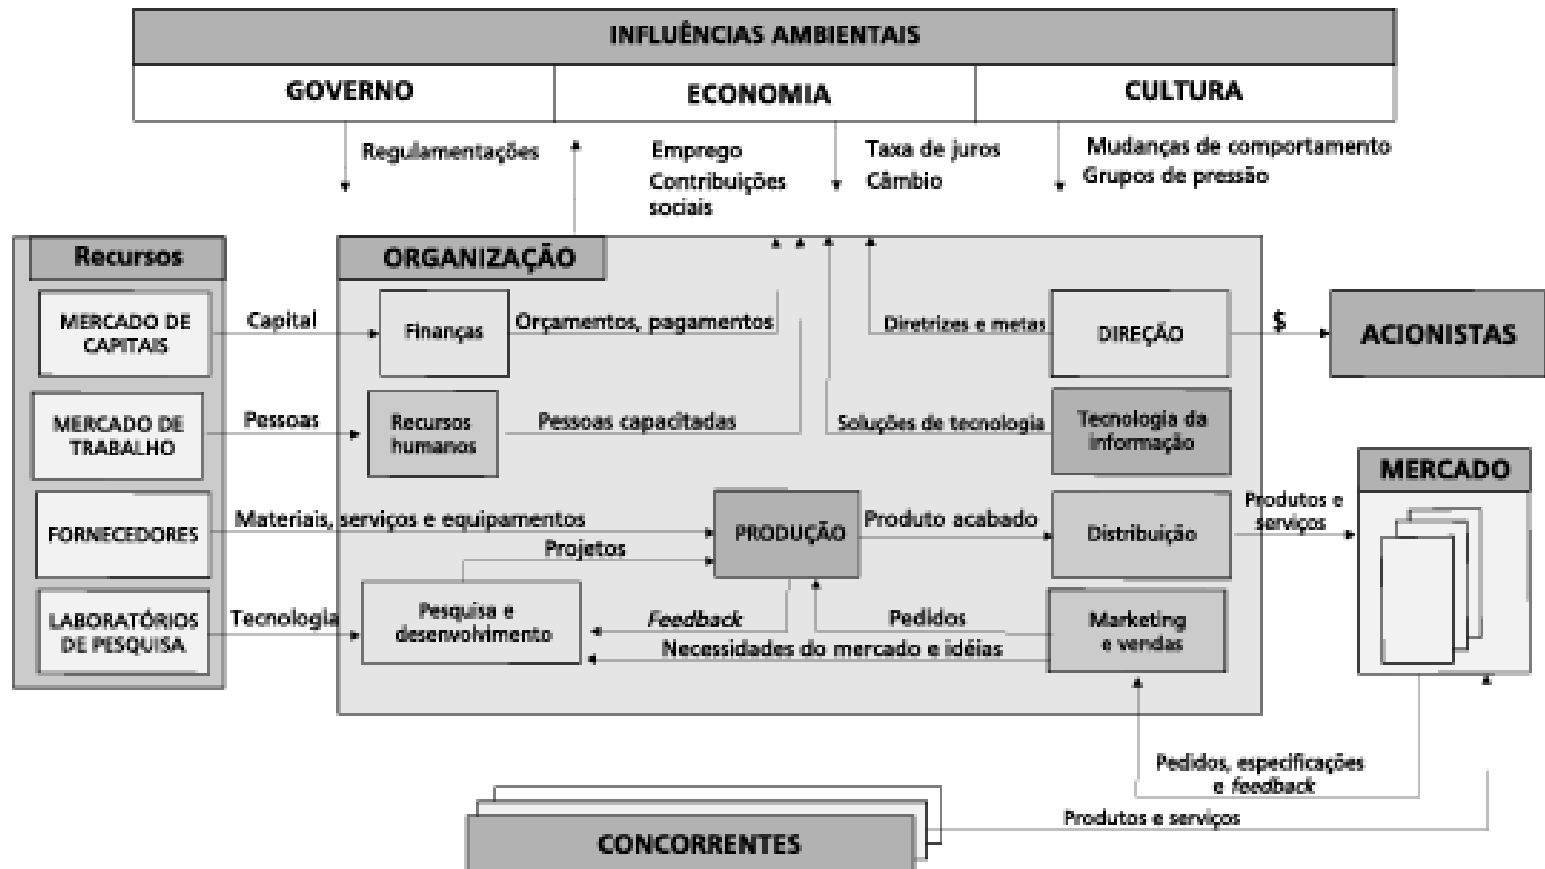 INFLUÊNCIAS AMBIENTAIS
GOVERNO
ECONOMIA
CULTURA
Regulamentações
Emprego
Contribuições
sociais
Taxa de juros
Câmbio
Mudanças de comportamento
Grupos de pressão
Recursos
ORGANIZAÇÃO
MERCADO DE
CAPITAIS
Capital
Finanças
Orçamentos, pagamentos
Diretrizes e metas
DIREÇÃO
$
ACIONISTAS
MERCADO DE
TRABALHO
Pessoas
Recursos
humanos
Pessoas capacitadas
Soluções de tecnologia
Tecnologia da
informação
MERCADO
FORNECEDORES
Materiais, serviços e equipamentos
Projetos
PRODUÇÃO
Produto acabado
Distribuição
Produtos e
serviços
LABORATÓRIOS
DE PESQUISA
Tecnologia
Pesquisa e
desenvolvimento
Feedback
Pedidos
Necessidades do mercado e idéias
Marketing
e vendas
Pedidos, especificações
e feedback
Produtos e serviços
CONCORRENTES